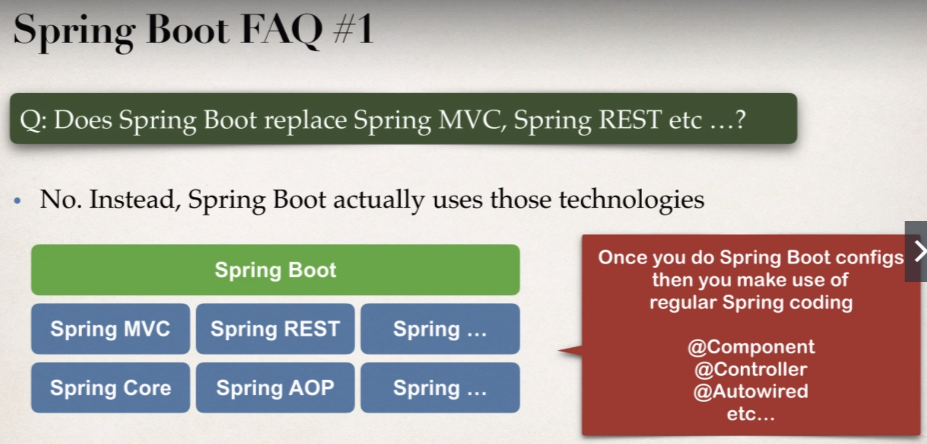 Spring Boot FAQ #1
Q: Does Spring Boot replace Spring MVC, Spring REST etc …?
• No. Instead, Spring Boot actually uses those technologies
Spring Boot
Spring MVC
Spring REST
Spring …
Spring Core
Spring AOP
Spring …
Once you do Spring Boot configs
then you make use of
regular Spring coding
@Component
@Controller
@Autowired
etc…